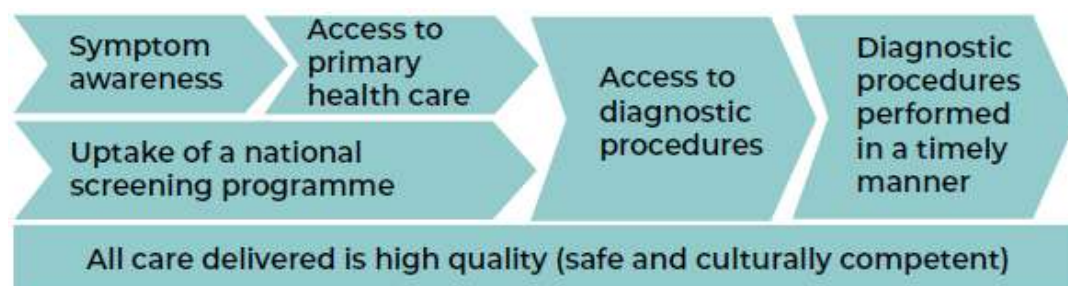 Symptom
awareness
Access to
primary
health care
Uptake of a national
screening programme
Access to
diagnostic
procedures
Diagnostic
procedures
performed
in a timely
manner
All care delivered is high quality (safe and culturally competent)